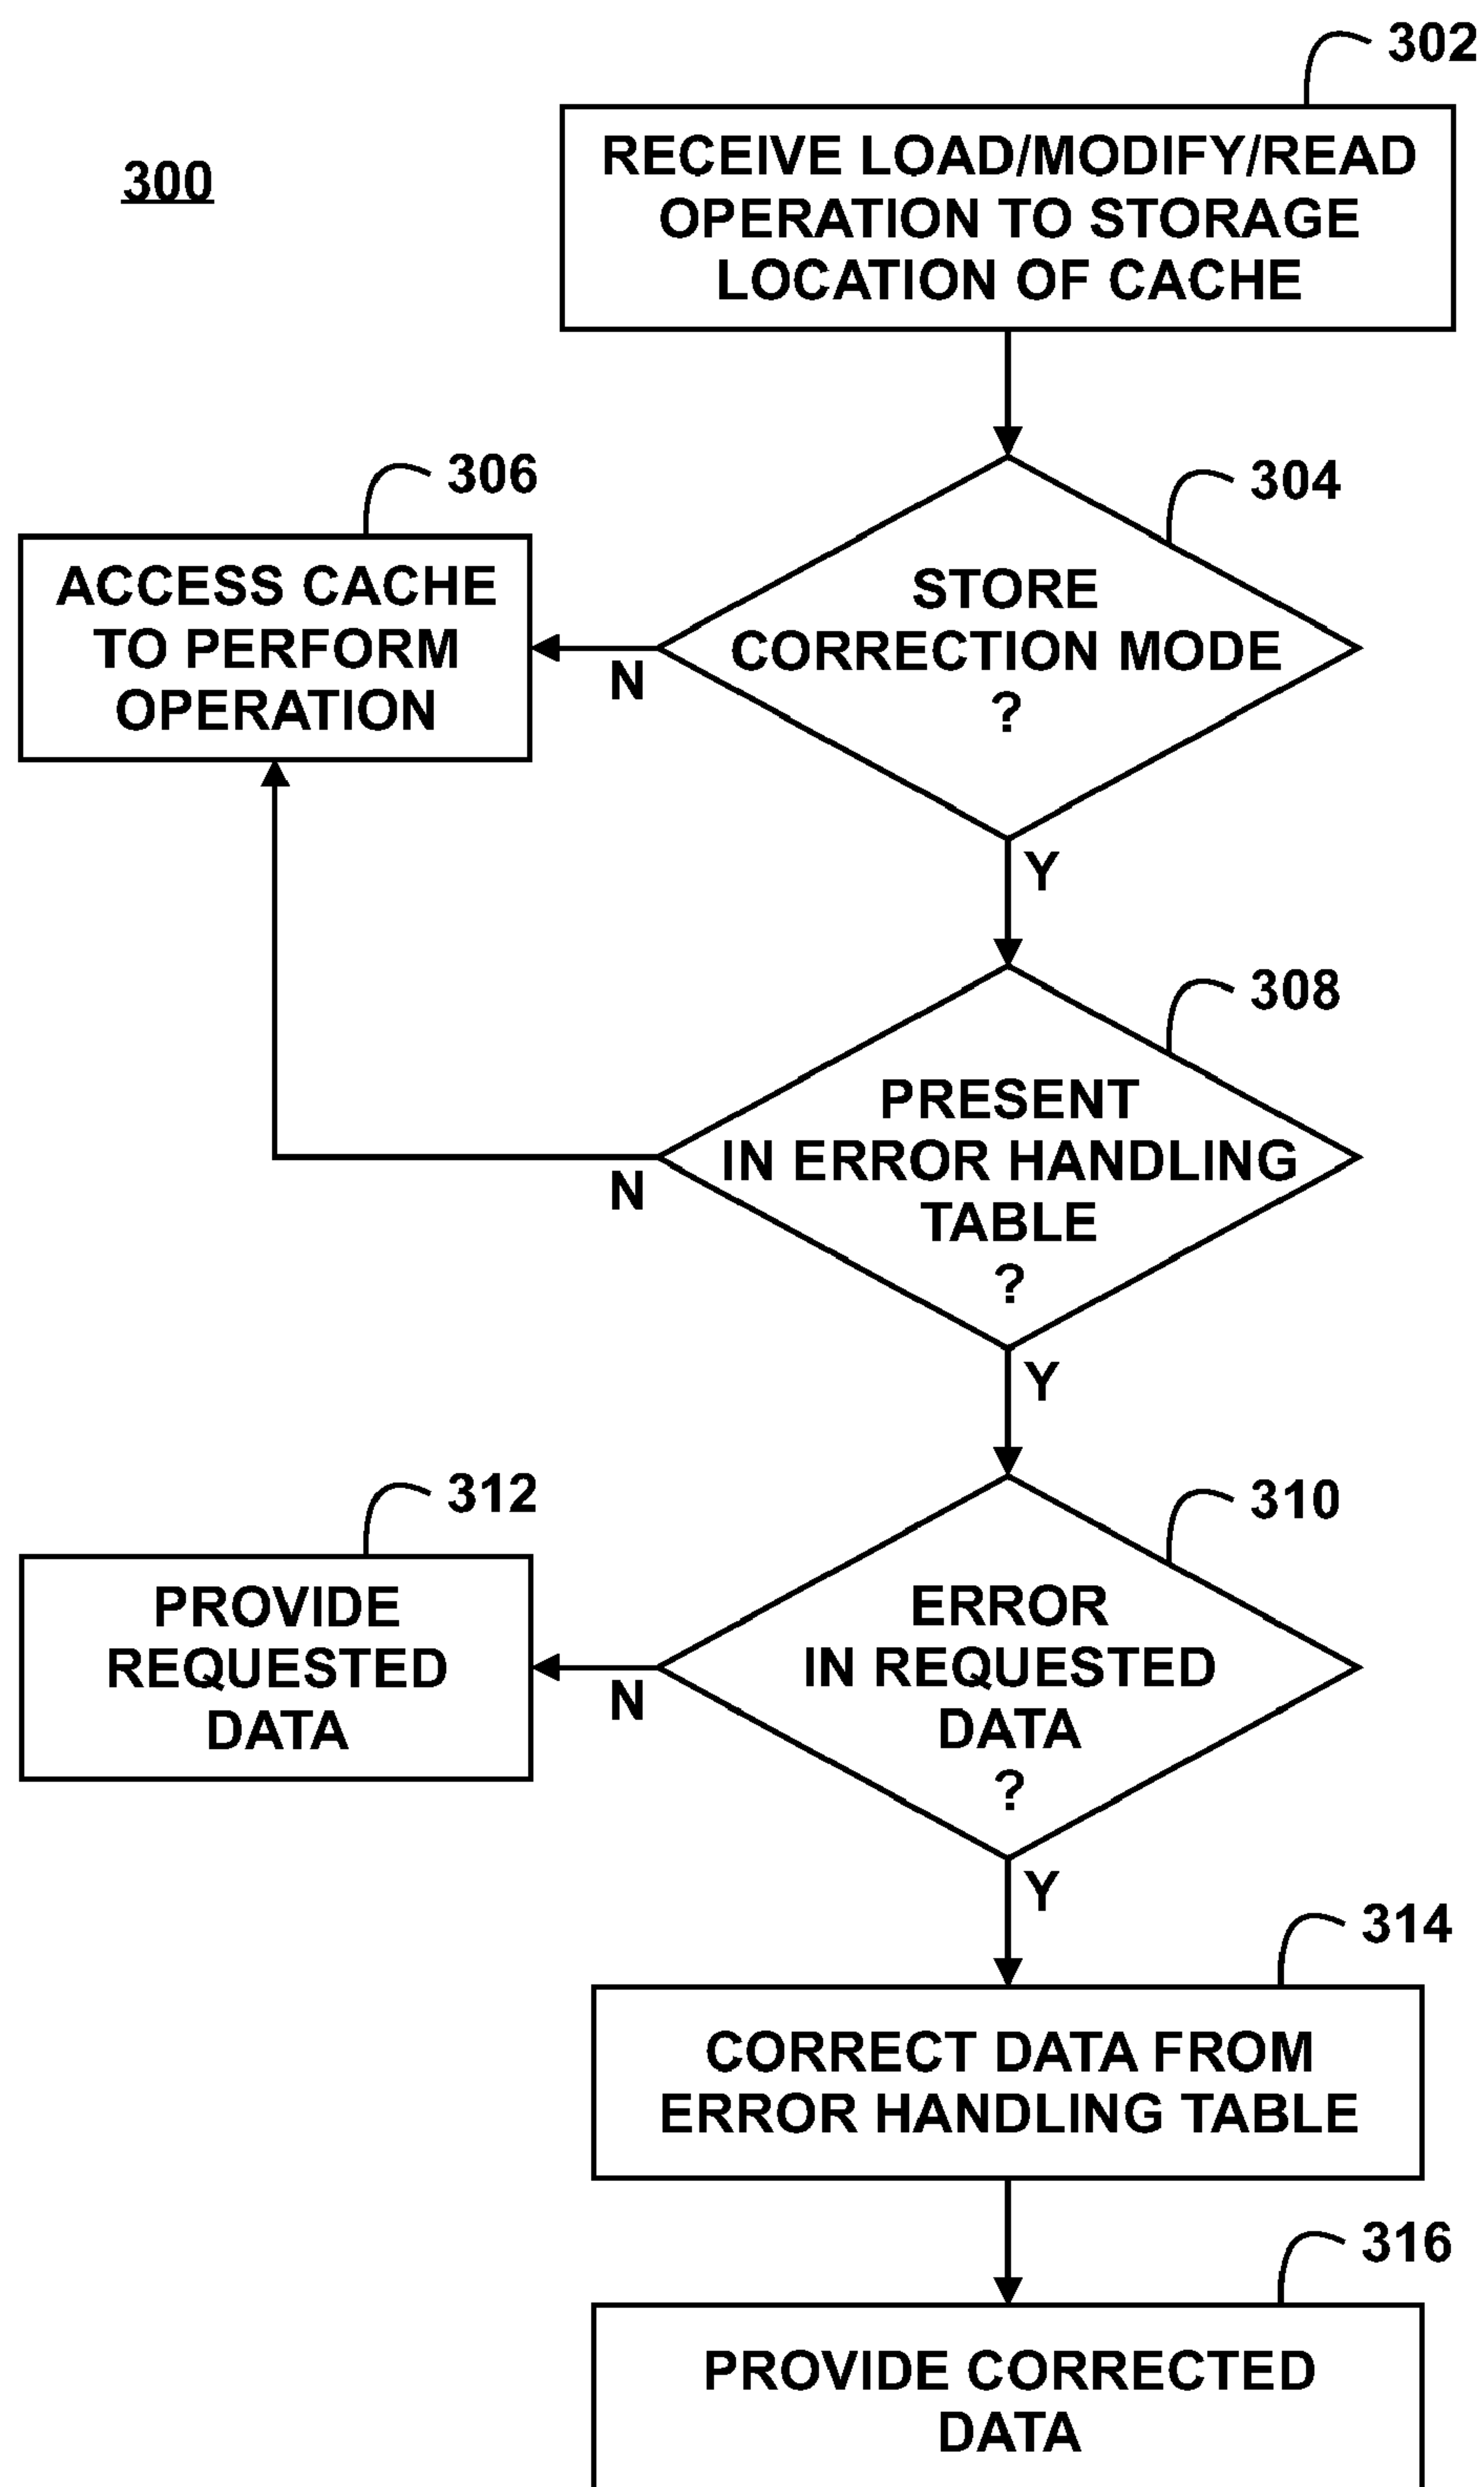 302
300
RECEIVE LOAD/MODIFY/READ
OPERATION TO STORAGE
LOCATION OF CACHE
306
304
ACCESS CACHE
TO PERFORM
OPERATION
STORE
CORRECTION MODE
?
N
Y
308
PRESENT
IN ERROR HANDLING
TABLE
?
N
Y
312
310
PROVIDE
REQUESTED
DATA
ERROR
IN REQUESTED
DATA
?
N
Y
314
CORRECT DATA FROM
ERROR HANDLING TABLE
316
PROVIDE CORRECTED
DATA